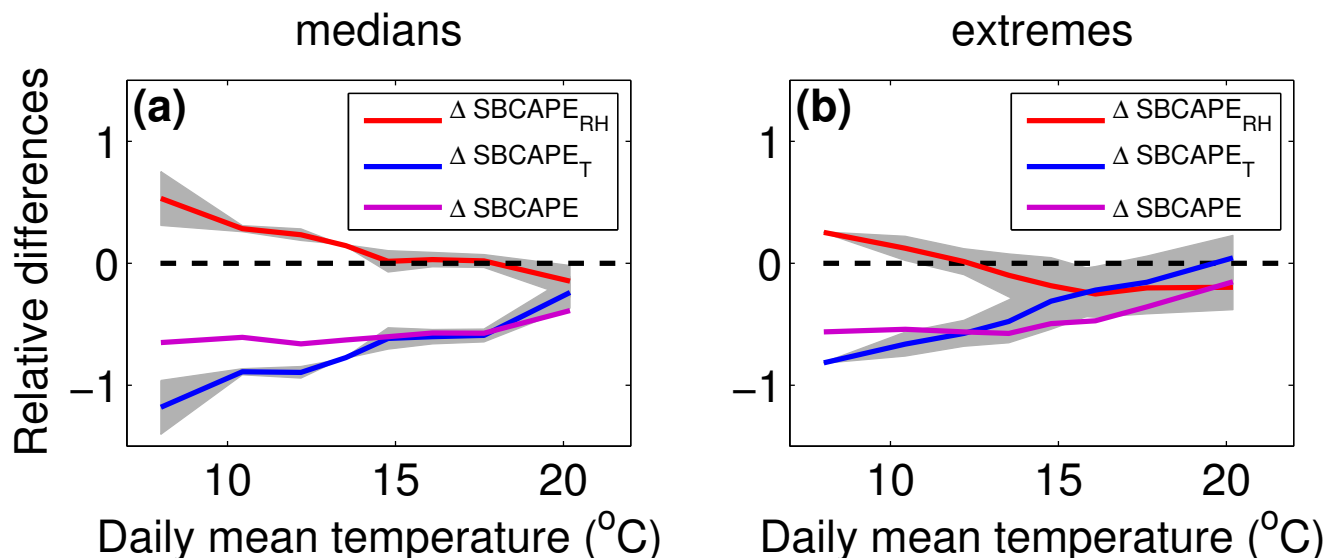 medians
(a)
Δ SBCAPE_RH
Δ SBCAPE_T
Δ SBCAPE
1
0
−1
Relative differences
10
15
20
Daily mean temperature (°C)
extremes
(b)
Δ SBCAPE_RH
Δ SBCAPE_T
Δ SBCAPE
1
0
−1
10
15
20
Daily mean temperature (°C)